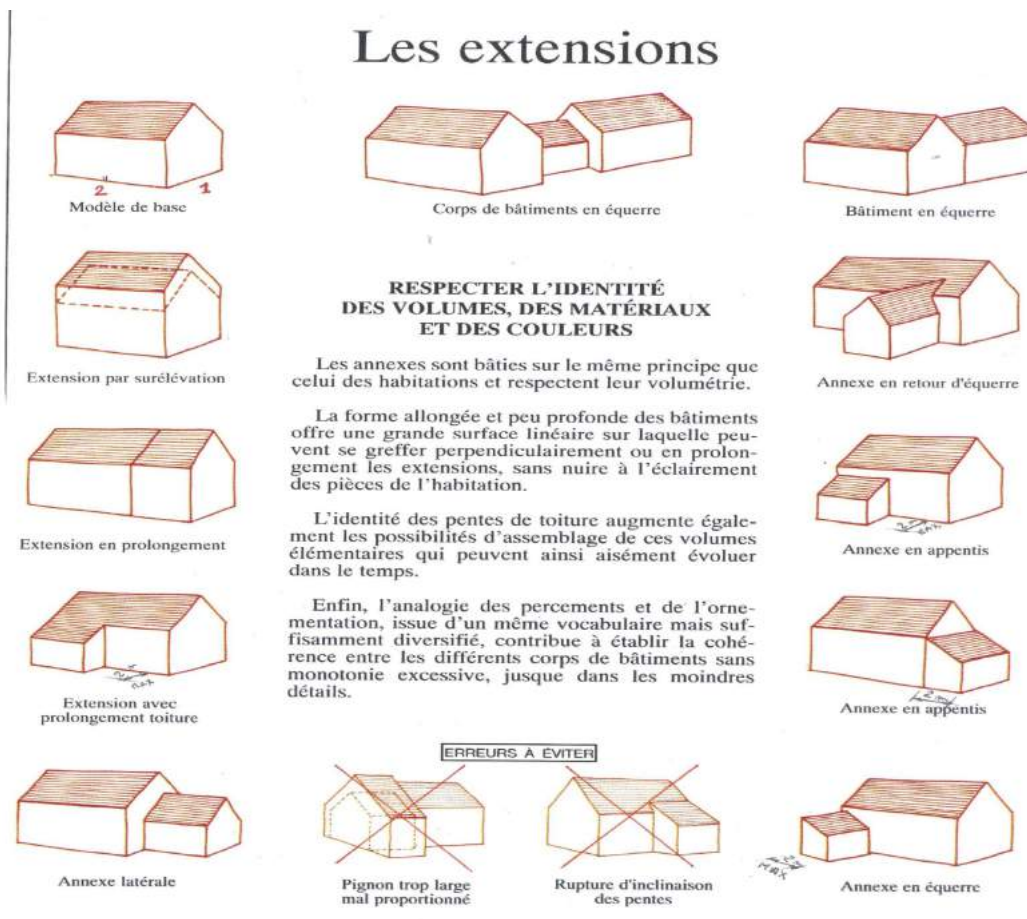 Les extensions
2
1
Modèle de base
Corps de bâtiments en équerre
Bâtiment en équerre
Extension par surélévation
RESPECTER L'IDENTITÉ
DES VOLUMES, DES MATÉRIAUX
ET DES COULEURS
Les annexes sont bâties sur le même principe que
celui des habitations et respectent leur volumétrie.
La forme allongée et peu profonde des bâtiments
offre une grande surface linéaire sur laquelle peu-
vent se greffer perpendiculairement ou en prolon-
gement les extensions, sans nuire à l'éclairement
des pièces de l'habitation.
L'identité des pentes de toiture augmente égale-
ment les possibilités d'assemblage de ces volumes
élémentaires qui peuvent ainsi aisément évoluer
dans le temps.
Enfin, l'analogie des percements et de l'orne-
mentation, issue d'un même vocabulaire mais suf-
fisamment diversifié, contribue à établir la cohé-
rence entre les différents corps de bâtiments sans
monotonie excessive, jusque dans les moindres
détails.
Annexe en retour d'équerre
Extension en prolongement
MAX
Annexe en appentis
MAX
Extension avec
prolongement toiture
Annexe en appentis
ERREURS À ÉVITER
Annexe latérale
Pignon trop large
mal proportionné
Rupture d'inclinaison
des pentes
MAX
Annexe en équerre